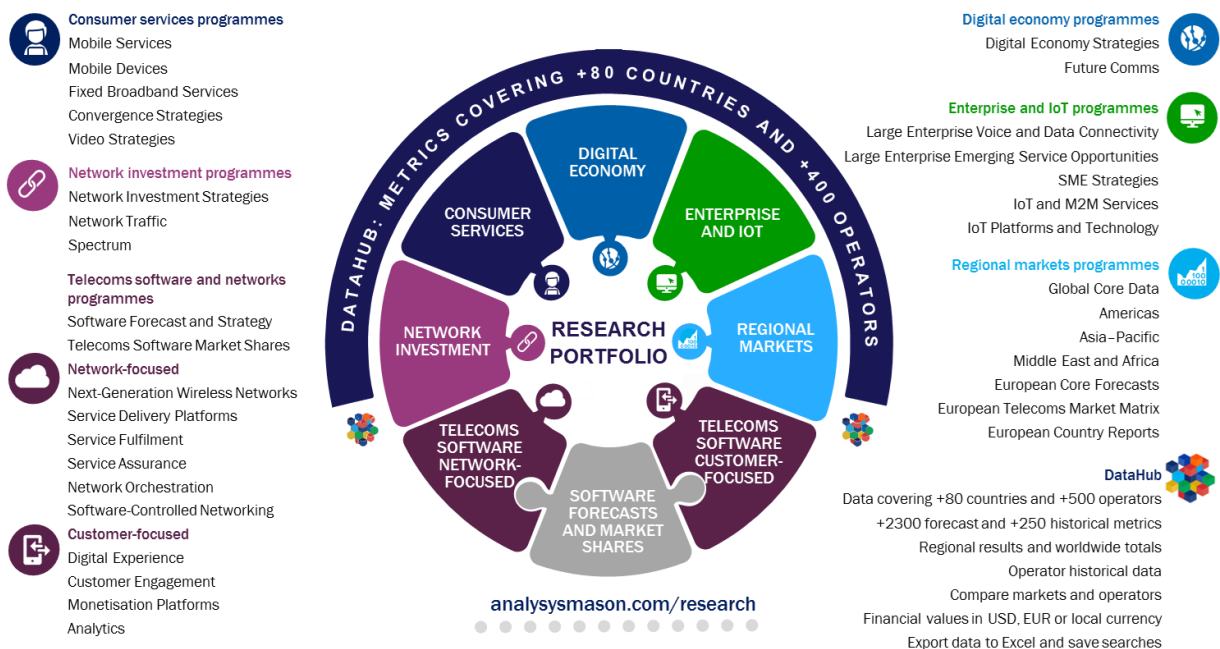 Consumer services programmes
Mobile Services
Mobile Devices
Fixed Broadband Services
Convergence Strategies
Video Strategies
Network investment programmes
Network Investment Strategies
Network Traffic
Spectrum
Telecoms software and networks
programmes
Software Forecast and Strategy
Telecoms Software Market Shares
Network-focused
Next-Generation Wireless Networks
Service Delivery Platforms
Service Fulfilment
Service Assurance
Network Orchestration
Software-Controlled Networking
Customer-focused
Digital Experience
Customer Engagement
Monetisation Platforms
Analytics
DATAHUB: METRICS COVERING +80 COUNTRIES AND +400 OPERATORS
DIGITAL
ECONOMY
CONSUMER
SERVICES
ENTERPRISE
AND IOT
NETWORK
INVESTMENT
RESEARCH
PORTFOLIO
REGIONAL
MARKETS
TELECOMS
SOFTWARE
NETWORK-
FOCUSED
TELECOMS
SOFTWARE
CUSTOMER-
FOCUSED
SOFTWARE
FORECASTS
AND MARKET
SHARES
analysysmason.com/research
Digital economy programmes
Digital Economy Strategies
Future Comms
Enterprise and IoT programmes
Large Enterprise Voice and Data Connectivity
Large Enterprise Emerging Service Opportunities
SME Strategies
IoT and M2M Services
IoT Platforms and Technology
Regional markets programmes
Global Core Data
Americas
Asia–Pacific
Middle East and Africa
European Core Forecasts
European Telecoms Market Matrix
European Country Reports
1
100
00010
DataHub
Data covering +80 countries and +500 operators
+2300 forecast and +250 historical metrics
Regional results and worldwide totals
Operator historical data
Compare markets and operators
Financial values in USD, EUR or local currency
Export data to Excel and save searches